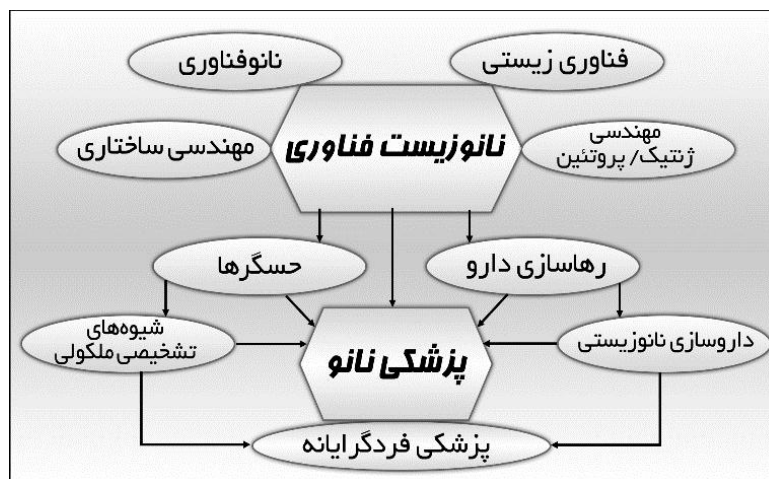 فناوری زیستی
نانوفناوری
نانوزیست فناوری
مهندسی
ژنتیک/ پروتئین
مهندسی ساختاری
رهاسازی دارو
حسگرها
داروسازی نانوزیستی
پزشکی نانو
شیوه‌های
تشخیصی ملکولی
پزشکی فردگرایانه